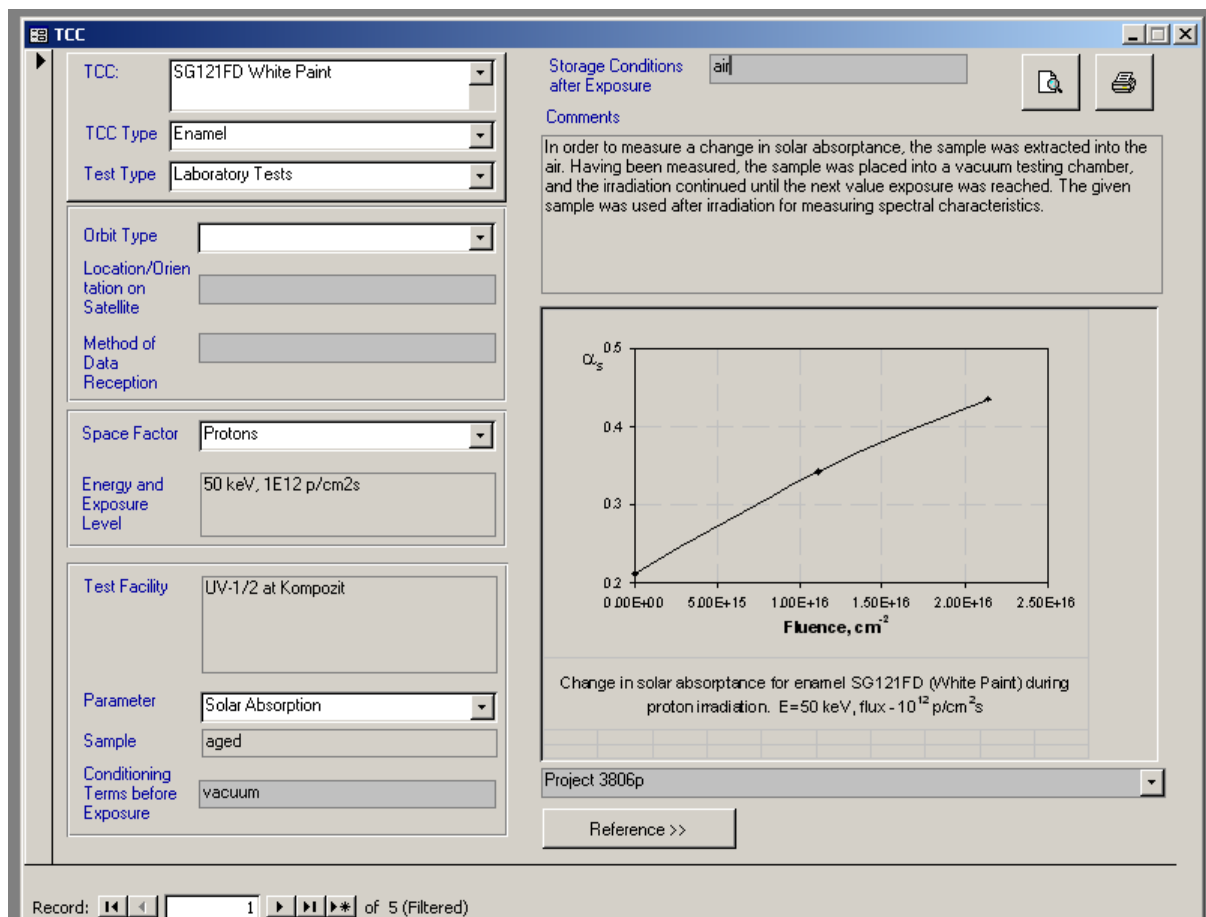 TCC
TCC:
SG121FD White Paint
TCC Type
Enamel
Test Type
Laboratory Tests
Orbit Type
Location/Orien
tation on
Satellite
Method of
Data
Reception
Space Factor
Protons
Energy and
Exposure
Level
50 keV, 1E12 p/cm2s
Test Facility
UV-1/2 at Kompozit
Parameter
Solar Absorption
Sample
aged
Conditioning
Terms before
Exposure
vacuum
Storage Conditions
after Exposure
air
Comments
In order to measure a change in solar absorptance, the sample was extracted into the
air. Having been measured, the sample was placed into a vacuum testing chamber,
and the irradiation continued until the next value exposure was reached. The given
sample was used after irradiation for measuring spectral characteristics.
αs
0.5
0.4
0.3
0.2
0.00E+00 5.00E+15 1.00E+16 1.50E+16 2.00E+16 2.50E+16
Fluence, cm-2
Change in solar absorptance for enamel SG121FD (White Paint) during
proton irradiation. E=50 keV, flux - 10^12 p/cm^2s
Project 3806p
Reference >>
Record: 1 of 5 (Filtered)